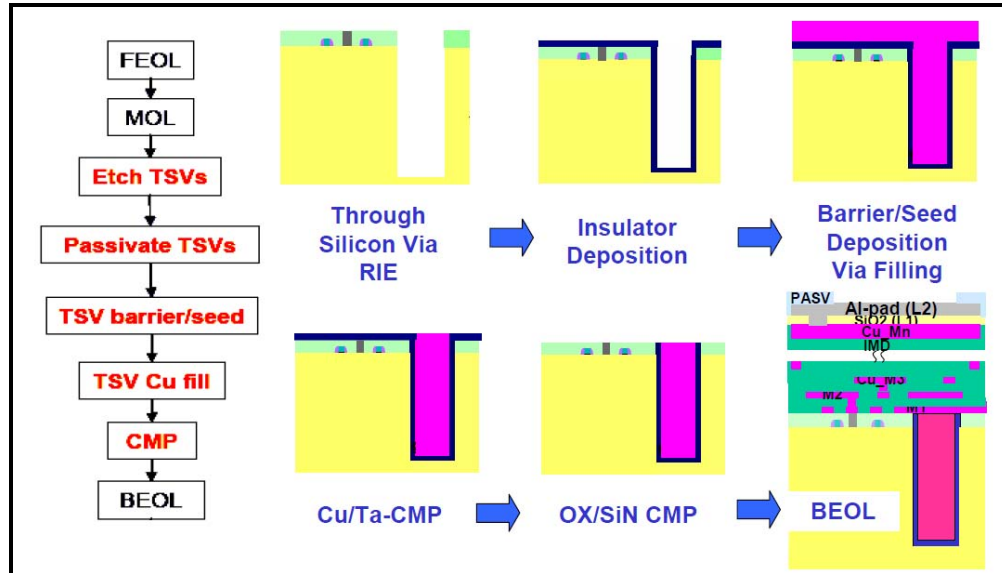 FEOL
MOL
Etch TSVs
Passivate TSVs
TSV barrier/seed
TSV Cu fill
CMP
BEOL
Through
Silicon Via
RIE
Insulator
Deposition
Barrier/Seed
Deposition
Via Filling
Cu/Ta-CMP
OX/SiN CMP
PASV
Al-pad (L2)
SiO2 (L1)
Cu_Mn
IMD
Cu_M3
M2
M1
BEOL